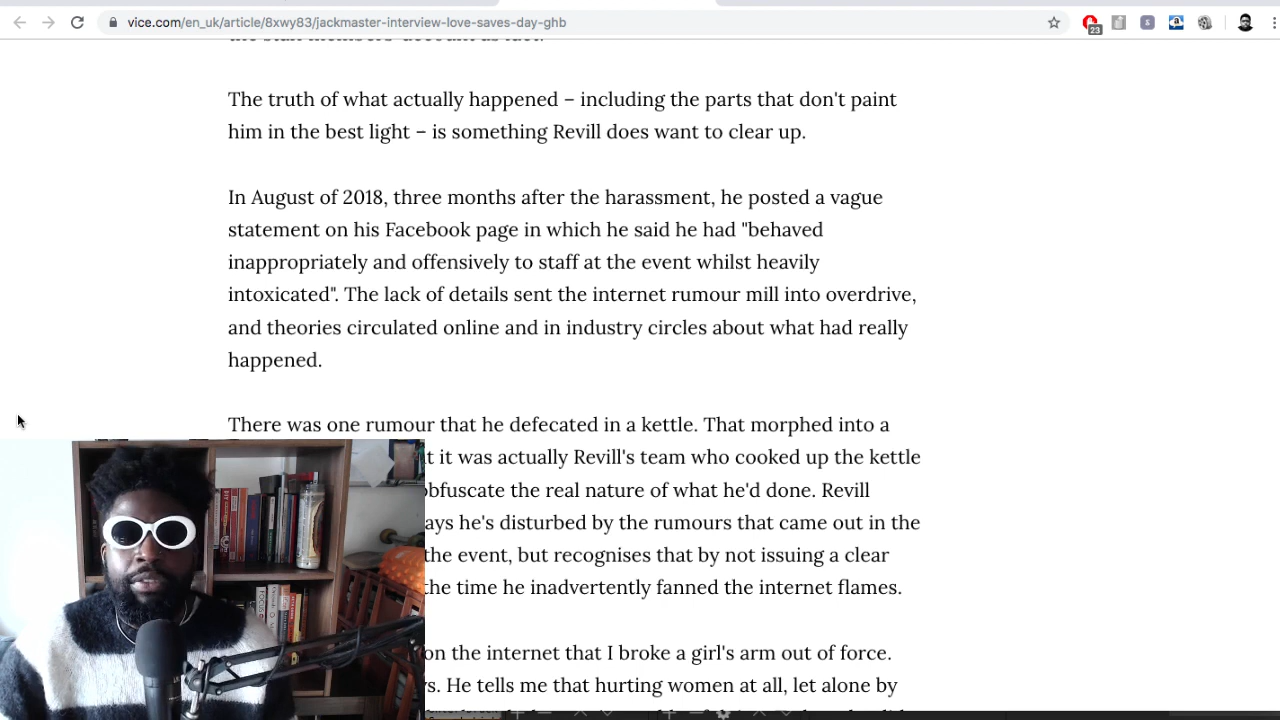 vice.com/en_uk/article/8xwy83/jackmaster-interview-love-saves-day-ghb
23
The truth of what actually happened – including the parts that don't paint
him in the best light – is something Revill does want to clear up.
In August of 2018, three months after the harassment, he posted a vague
statement on his Facebook page in which he said he had "behaved
inappropriately and offensively to staff at the event whilst heavily
intoxicated". The lack of details sent the internet rumour mill into overdrive,
and theories circulated online and in industry circles about what had really
happened.
There was one rumour that he defecated in a kettle. That morphed into a
it was actually Revill's team who cooked up the kettle
obfuscate the real nature of what he'd done. Revill
he's disturbed by the rumours that came out in the
the event, but recognises that by not issuing a clear
the time he inadvertently fanned the internet flames.
on the internet that I broke a girl's arm out of force.
He tells me that hurting women at all, let alone by